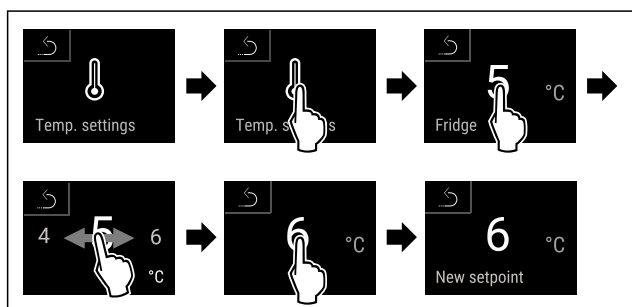 Temp. settings
Temp. s s
5 °C
Fridge
4 5 6
°C
6 °C
6 °C
New setpoint